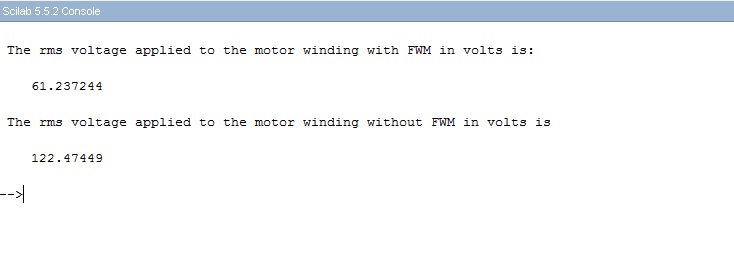 Scilab 5.5.2 Console
The rms voltage applied to the motor winding with FWM in volts is:
61.237244
The rms voltage applied to the motor winding without FWM in volts is
122.47449
-->